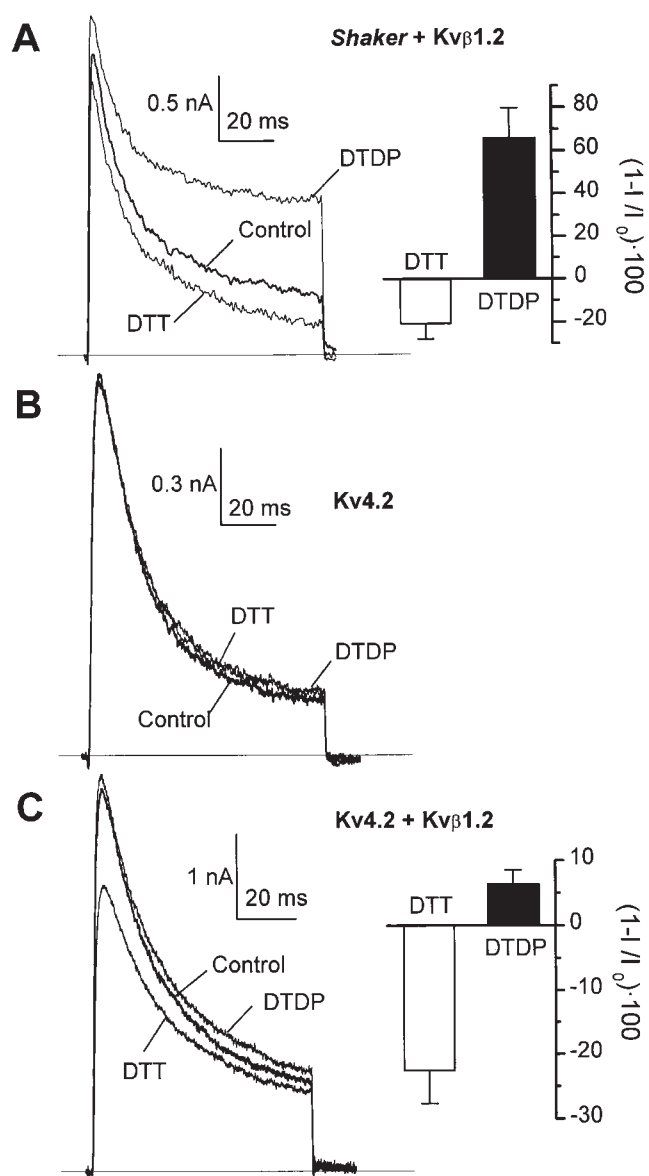 A
Shaker + Kvβ1.2
0.5 nA
20 ms
DTDP
Control
DTT
DTT
DTDP
80
60
40
20
0
-20
(1-I /I 0)·100
B
0.3 nA
20 ms
Kv4.2
DTT
DTDP
Control
C
Kv4.2 + Kvβ1.2
1 nA
20 ms
Control
DTDP
DTT
DTT
DTDP
10
0
-10
-20
-30
(1-I /I 0)·100